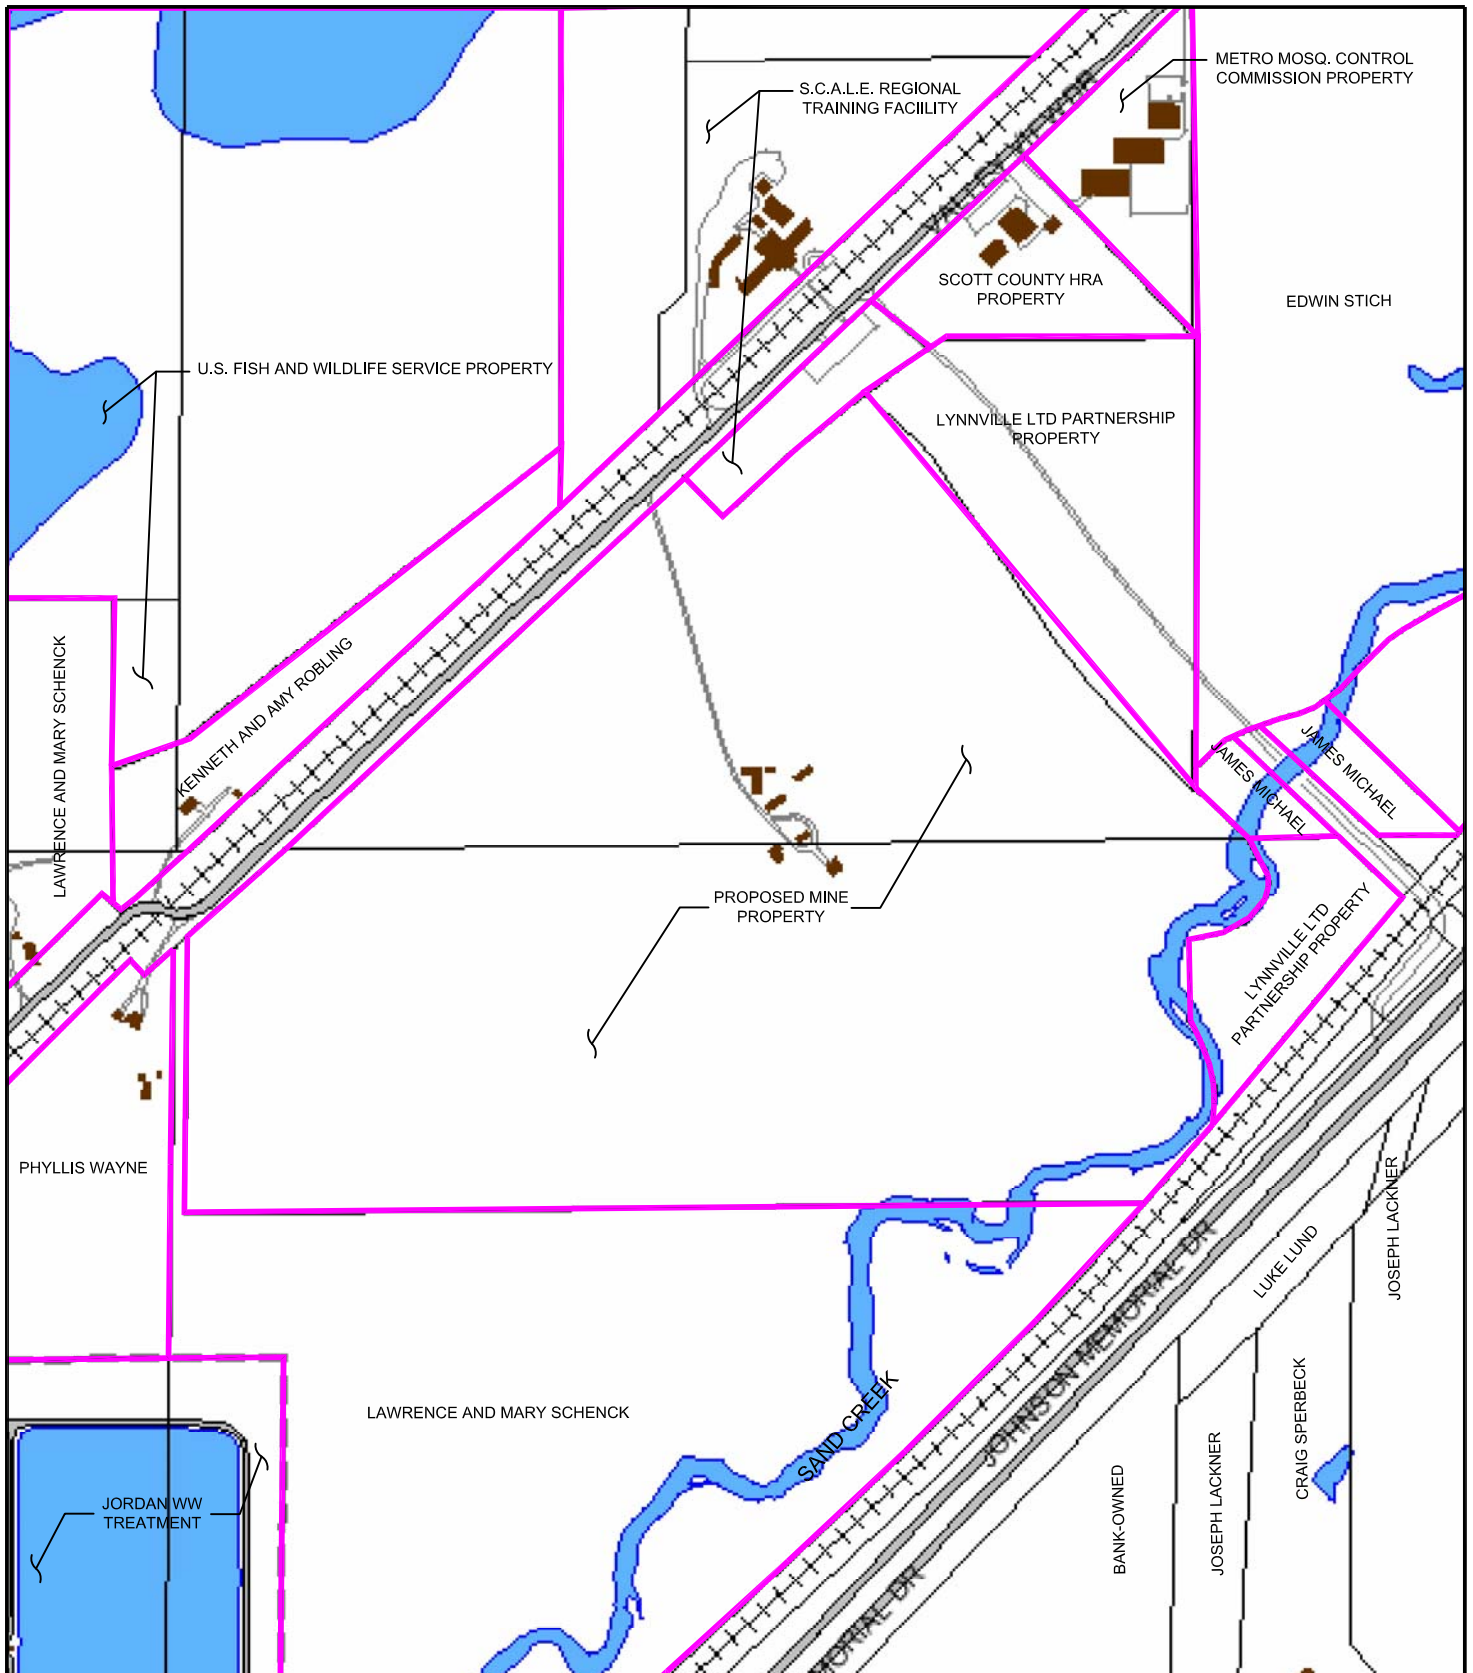 METRO MOSQ. CONTROL
COMMISSION PROPERTY
S.C.A.L.E. REGIONAL
TRAINING FACIILITY
SCOTT COUNTY HRA
PROPERTY
EDWIN STICH
U.S. FISH AND WILDLIFE SERVICE PROPERTY
LYNNVILLE LTD PARTNERSHIP
PROPERTY
LAWRENCE AND MARY SCHENCK
KENNETH AND AMY ROBLING
JAMES MICHAEL
JAMES MICHAEL
PROPOSED MINE
PROPERTY
LYNNVILLE LTD
PARTNERSHIP PROPERTY
PHYLLIS WAYNE
JOSEPH LACKNER
LUKE LUND
JOHNSON MEMORIAL DR
SAND CREEK
LAWRENCE AND MARY SCHENCK
CRAIG SPERBECK
JOSEPH LACKNER
BANK-OWNED
JORDAN WW
TREATMENT
MORIAL DR